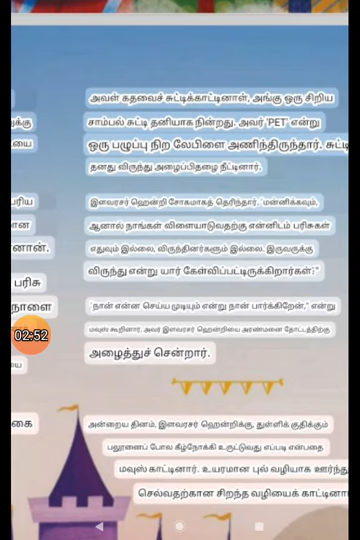 துக்கு
யை
ரிய
ான
னான்.
பரிசு
நாளை
யை
கை
அவள் கதவைச் சுட்டிக்காட்டினாள், அங்கு ஒரு சிறிய
சாம்பல் சுட்டி தனியாக நின்றது. அவர் 'PET' என்று
ஒரு பழுப்பு நிற லேபிளை அணிந்திருந்தார். சுட்டி
தனது விருந்து அழைப்பிதழை நீட்டினார்,
இளவரசர் ஹென்றி சோகமாகத் தெரிந்தார். 'மன்னிக்கவும்,
ஆனால் நாங்கள் விளையாடுவதற்கு என்னிடம் பரிசுகள்
எதுவும் இல்லை, விருந்தினர்களும் இல்லை. இருவருக்கு
விருந்து என்று யார் கேள்விப்பட்டிருக்கிறார்கள்;"
"நான் என்ன செய்ய முடியும் என்று நான் பார்க்கிறேன்," என்று
மவுஸ் கூறினார், அவர் இளவரசர் ஹென்றியை அரண்மனை தோட்டத்திற்கு
அழைத்துச் சென்றார்.
02:52
அன்றைய தினம், இளவரசர் ஹென்றிக்கு, துள்ளிக் குதிக்கும்
பலூனைப் போல கீழ்நோக்கி உருட்டுவது எப்படி என்பதை
மவுஸ் காட்டினார். உயரமான புல் வழியாக ஊர்ந்து
செல்வதற்கான சிறந்த வழியைக் காட்டினா